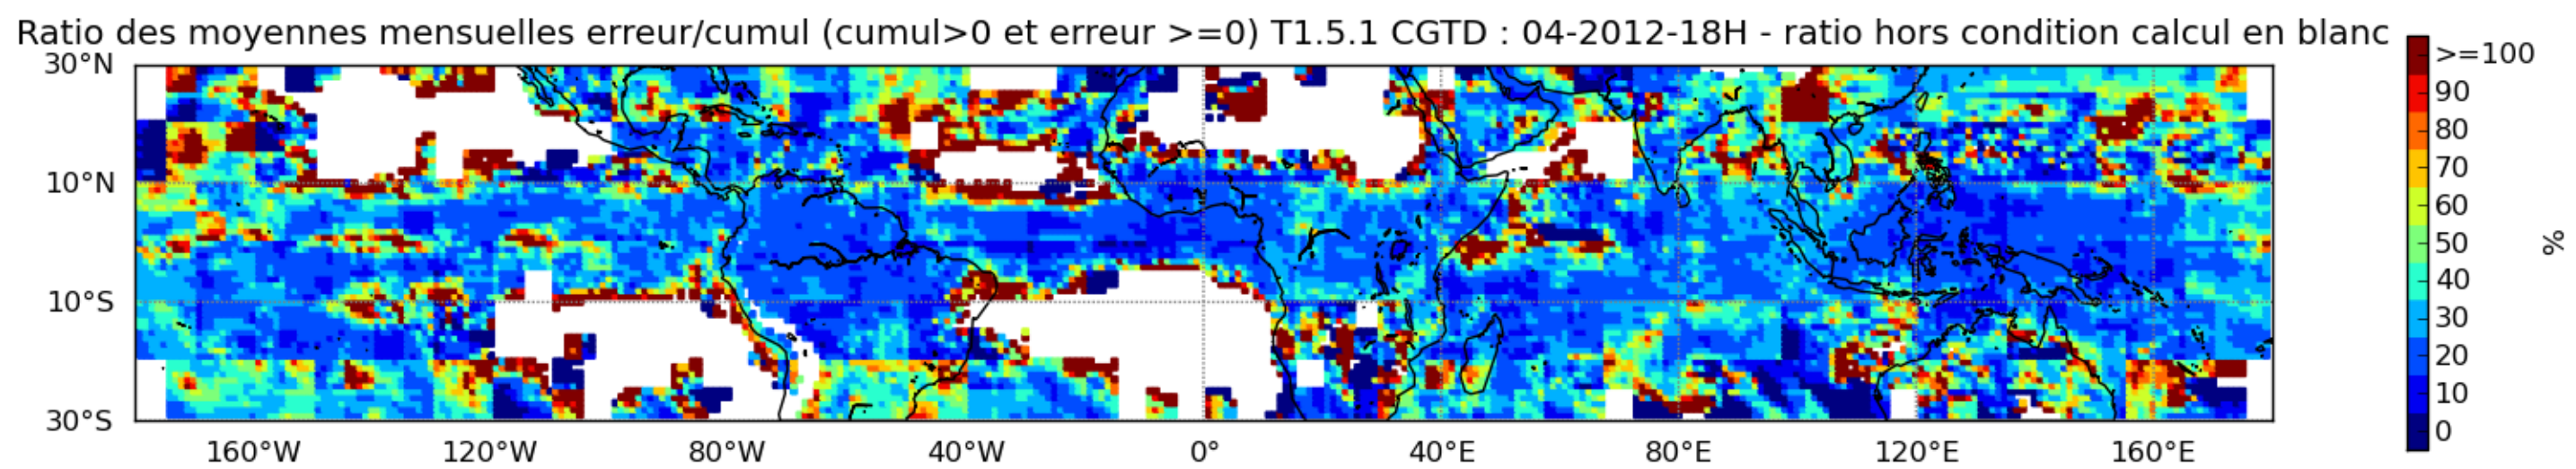 Ratio des moyennes mensuelles erreur/cumul (cumul>0 et erreur >=0) T1.5.1 CGTD : 04-2012-18H - ratio hors condition calcul en blanc
30°N
10°N
10°S
30°S
160°W 120°W 80°W 40°W 0° 40°E 80°E 120°E 160°E
>=100
90
80
70
60
50
40
30
20
10
0
%